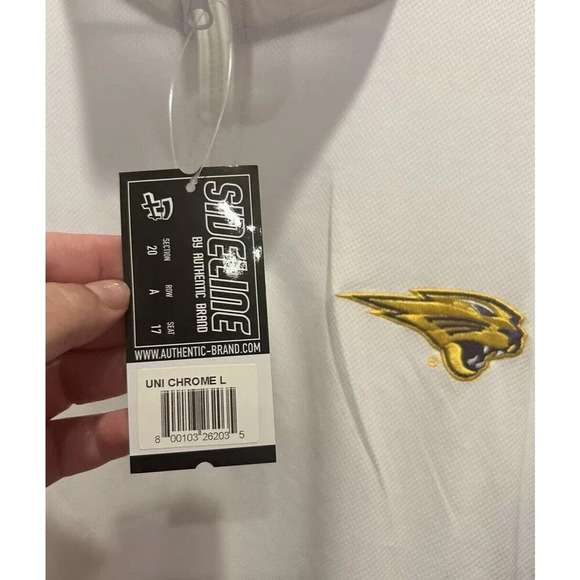 SIDELINE
BY AUTHENTIC BRAND
SECTION ROW SEAT
20 A 17
WWW.AUTHENTIC-BRAND.COM
UNI CHROME L
8 00103 26203 5